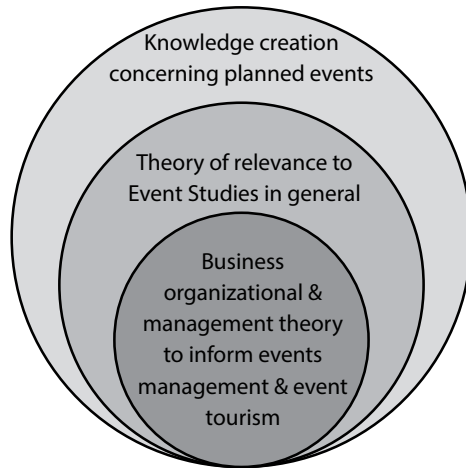 Knowledge creation
concerning planned events
Theory of relevance to
Event Studies in general
Business
organizational &
management theory
to inform events
management & event
tourism